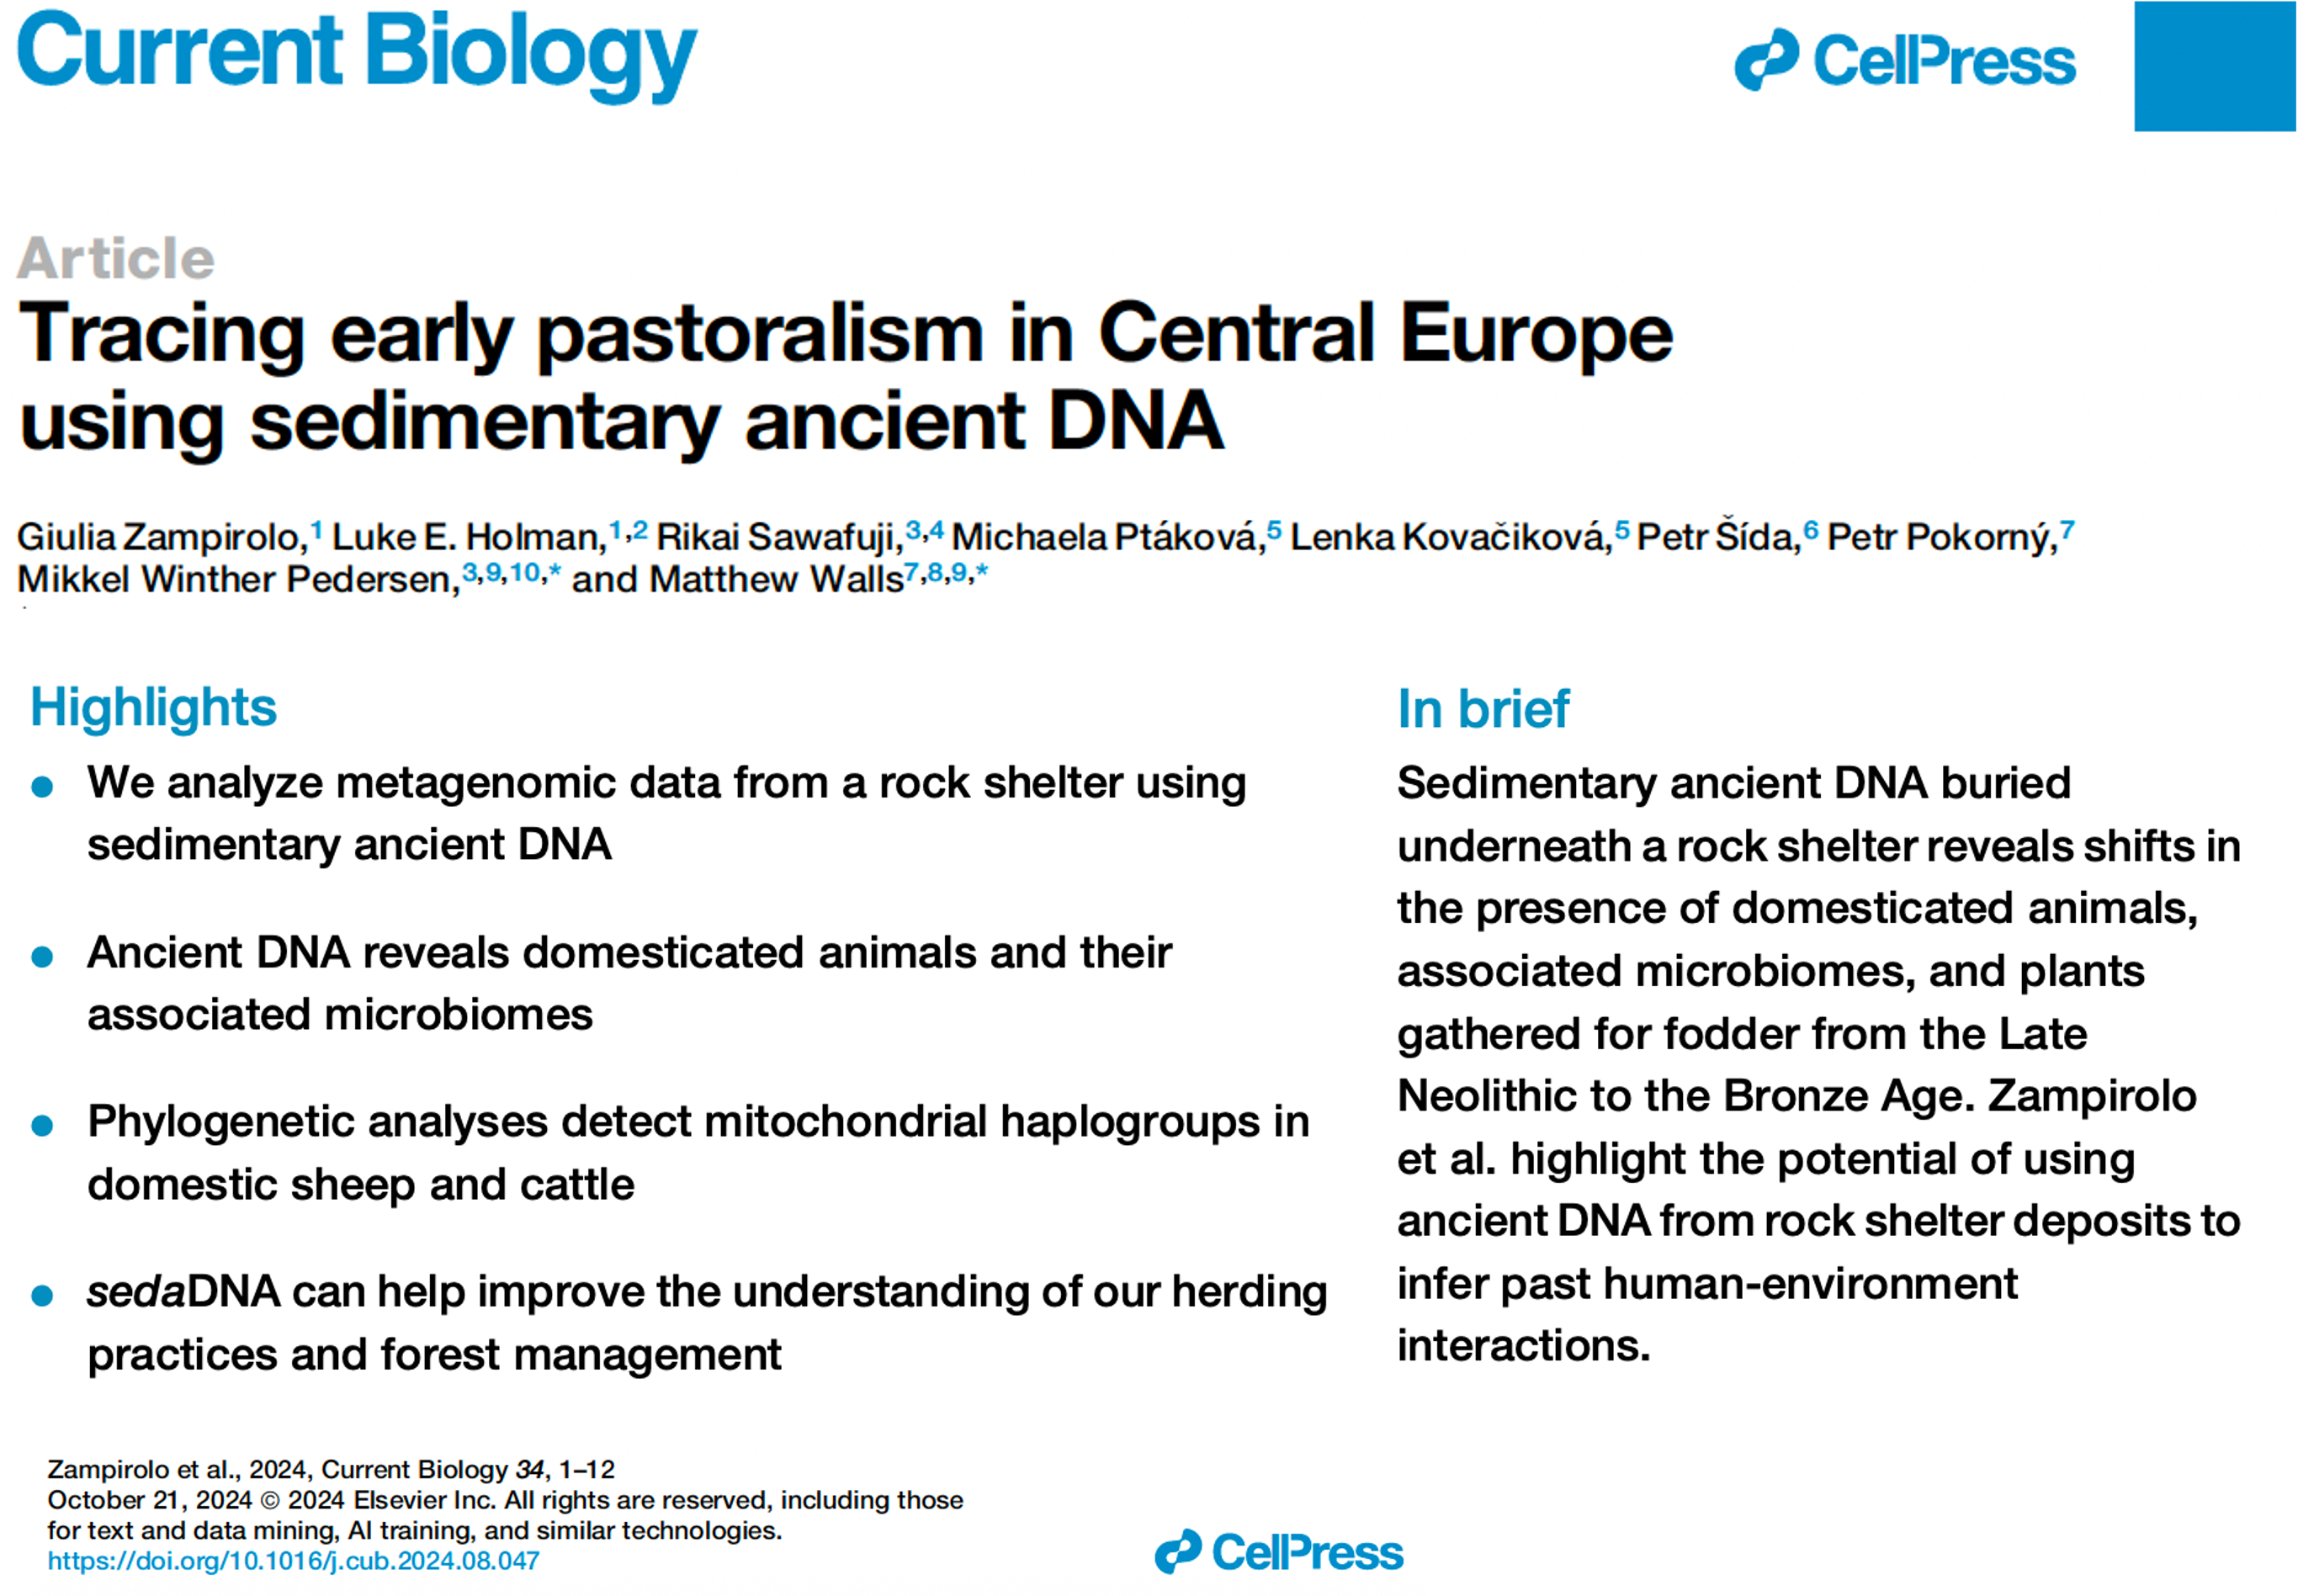 Current Biology
CellPress
Article
Tracing early pastoralism in Central Europe
using sedimentary ancient DNA
Giulia Zampirolo,1 Luke E. Holman,1,2 Rikai Sawafuji,3,4 Michaela Ptáková,5 Lenka Kovačiková,5 Petr Šída,6 Petr Pokorný,7
Mikkel Winther Pedersen,3,9,10,* and Matthew Walls7,8,9,*
Highlights
• We analyze metagenomic data from a rock shelter using
sedimentary ancient DNA
• Ancient DNA reveals domesticated animals and their
associated microbiomes
• Phylogenetic analyses detect mitochondrial haplogroups in
domestic sheep and cattle
• sedaDNA can help improve the understanding of our herding
practices and forest management
In brief
Sedimentary ancient DNA buried
underneath a rock shelter reveals shifts in
the presence of domesticated animals,
associated microbiomes, and plants
gathered for fodder from the Late
Neolithic to the Bronze Age. Zampirolo
et al. highlight the potential of using
ancient DNA from rock shelter deposits to
infer past human-environment
interactions.
Zampirolo et al., 2024, Current Biology 34, 1–12
October 21, 2024 © 2024 Elsevier Inc. All rights are reserved, including those
for text and data mining, AI training, and similar technologies.
https://doi.org/10.1016/j.cub.2024.08.047
CellPress